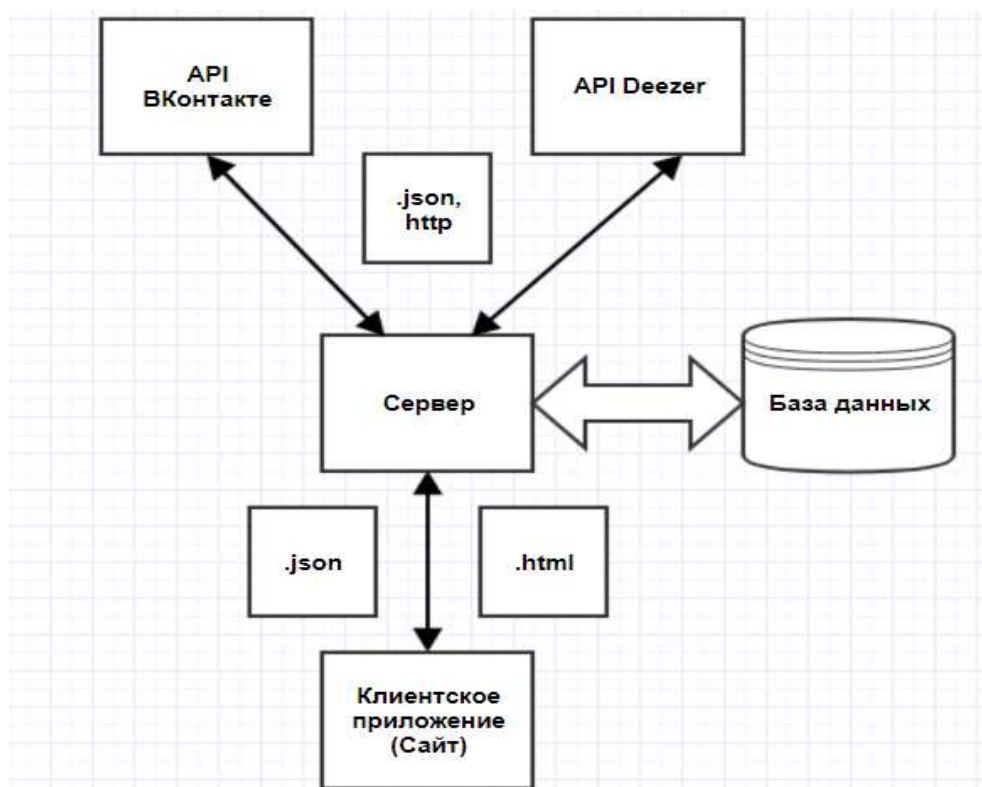 API
ВКонтакте
API Deezer
.json,
http
Сервер
База данных
.json
.html
Клиентское
приложение
(Сайт)